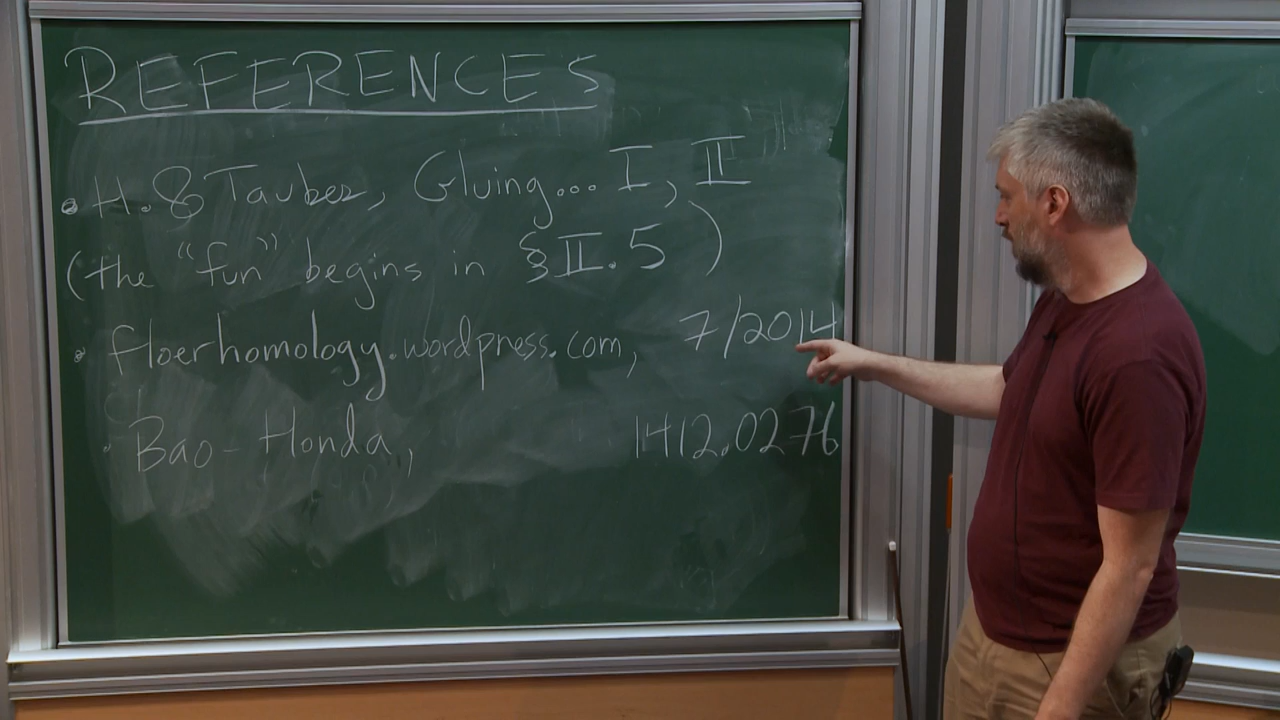 REFERENCES
• H. & Taubes, Gluing... I, II
(the "fun" begins in § II.5)
• floerhomology.wordpress.com, 7/2014
• Bao-Honda, 1412.0276